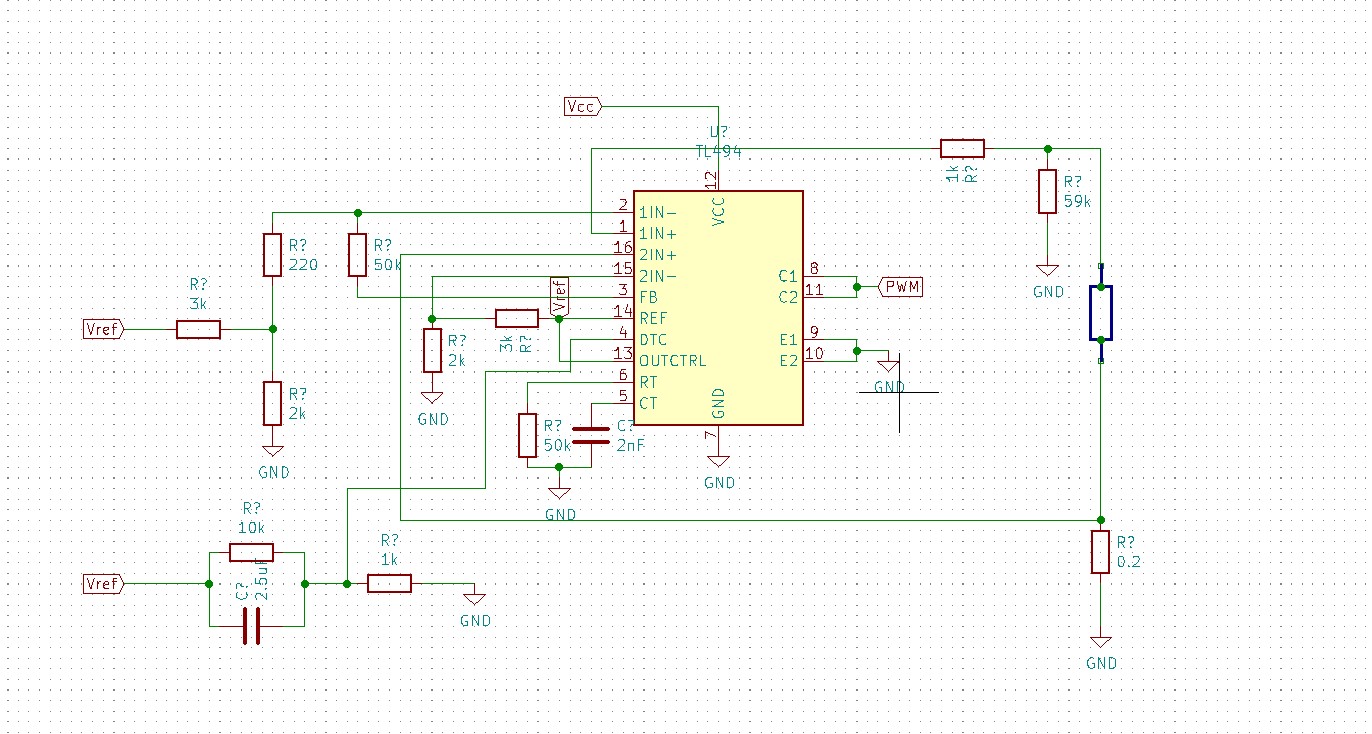 Vcc
U?
TL494
1k
R?
R?
59k
GND
12
VCC
2 1IN-
1 1IN+
16 2IN+
15 2IN-
3 FB
14 REF
4 DTC
13 OUTCTRL
6 RT
5 CT
C1 8
C2 11
E1 9
E2 10
GND
7
GND
PWM
GND
R?
220
R?
50k
R?
3k
Vref
R?
2k
GND
Vref
3k
R?
R?
2k
GND
R?
50k
C?
2nF
GND
R?
10k
Vref
C?
2.5uF
R?
1k
GND
R?
0.2
GND